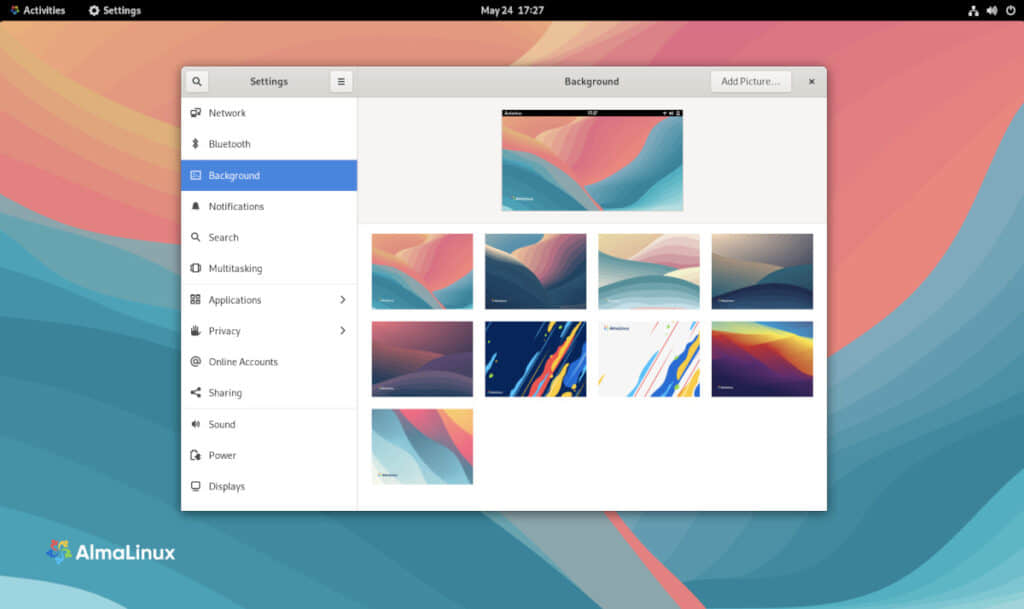 Activities Settings May 24 17:27
Settings Background Add Picture...
Network
Bluetooth
Background
Notifications
Search
Multitasking
Applications
Privacy
Online Accounts
Sharing
Sound
Power
Displays
AlmaLinux
AlmaLinux